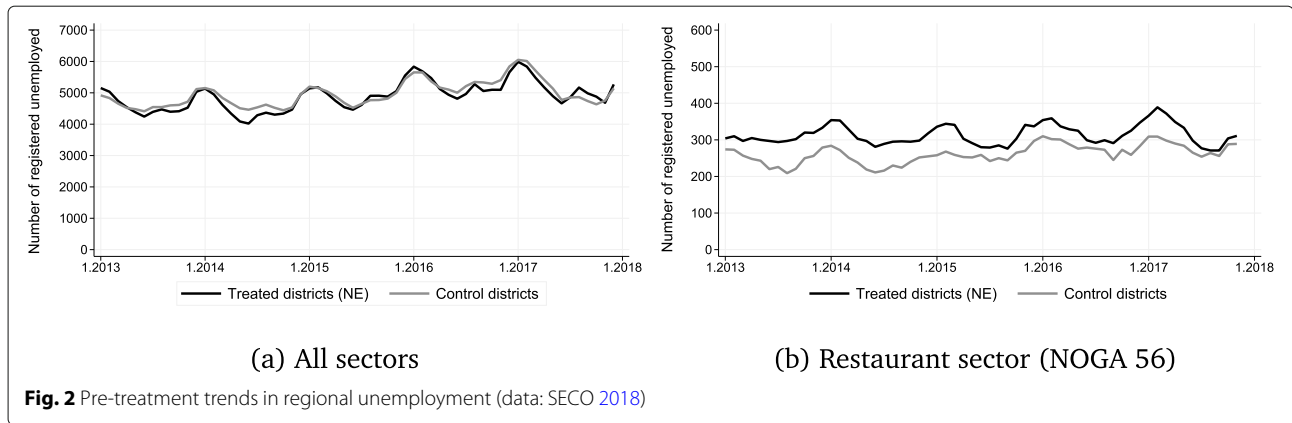 Number of registered unemployed
7000
6000
5000
4000
3000
2000
1000
0
1.2013 1.2014 1.2015 1.2016 1.2017 1.2018
Treated districts (NE) Control districts
(a) All sectors
Number of registered unemployed
600
500
400
300
200
100
0
1.2013 1.2014 1.2015 1.2016 1.2017 1.2018
Treated districts (NE) Control districts
(b) Restaurant sector (NOGA 56)
Fig. 2 Pre-treatment trends in regional unemployment (data: SECO 2018)